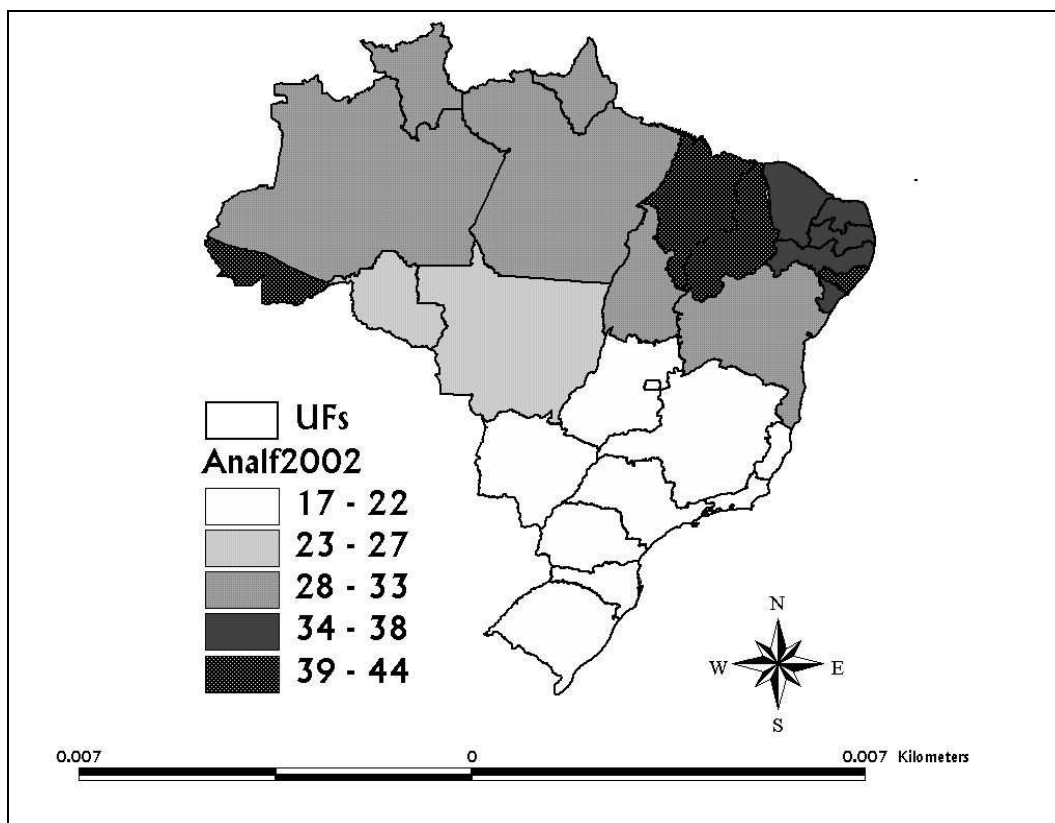 UFs
Analf2002
17 - 22
23 - 27
28 - 33
34 - 38
39 - 44
N
W E
S
0.007 0 0.007 Kilometers